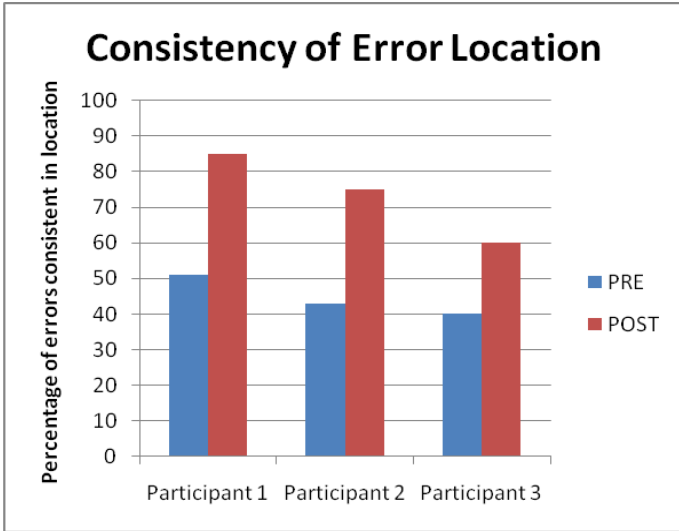 Consistency of Error Location
Percentage of errors consistent in location
100
90
80
70
60
50
40
30
20
10
0
Participant 1 Participant 2 Participant 3
PRE
POST